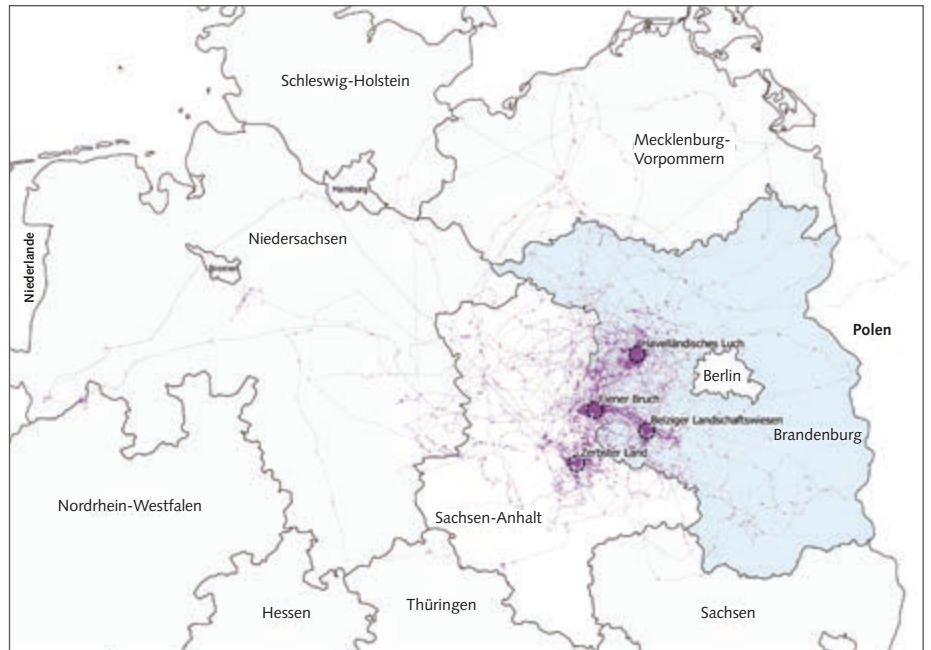 Schleswig-Holstein
Mecklenburg-
Vorpommern
Hamburg
Niedersachsen
Bremen
Niederlande
Polen
Havelländisches Luch
Berlin
Fiener Bruch
Belziger Landschaftswiesen
Brandenburg
Zerbster Land
Nordrhein-Westfalen
Sachsen-Anhalt
Hessen
Thüringen
Sachsen